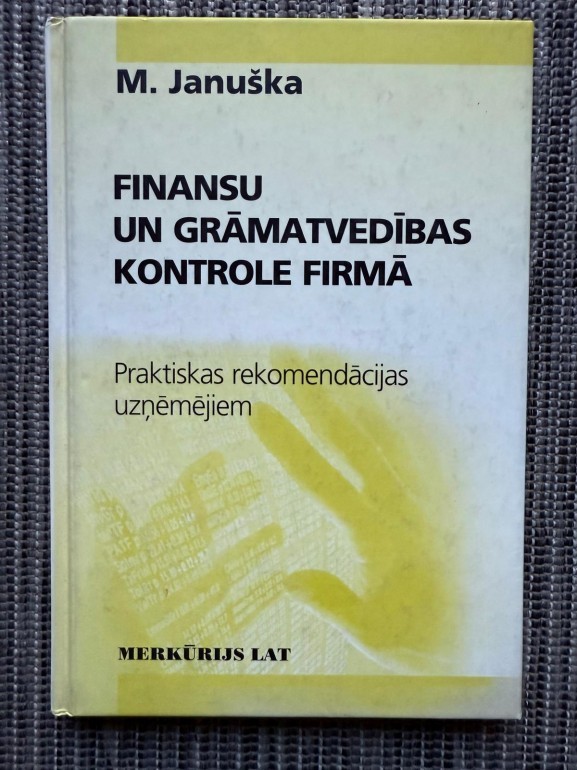 M. Januška
FINANSU
UN GRĀMATVEDĪBAS
KONTROLE FIRMĀ
Praktiskas rekomendācijas
uzņēmējiem
MERKŪRIJS LAT